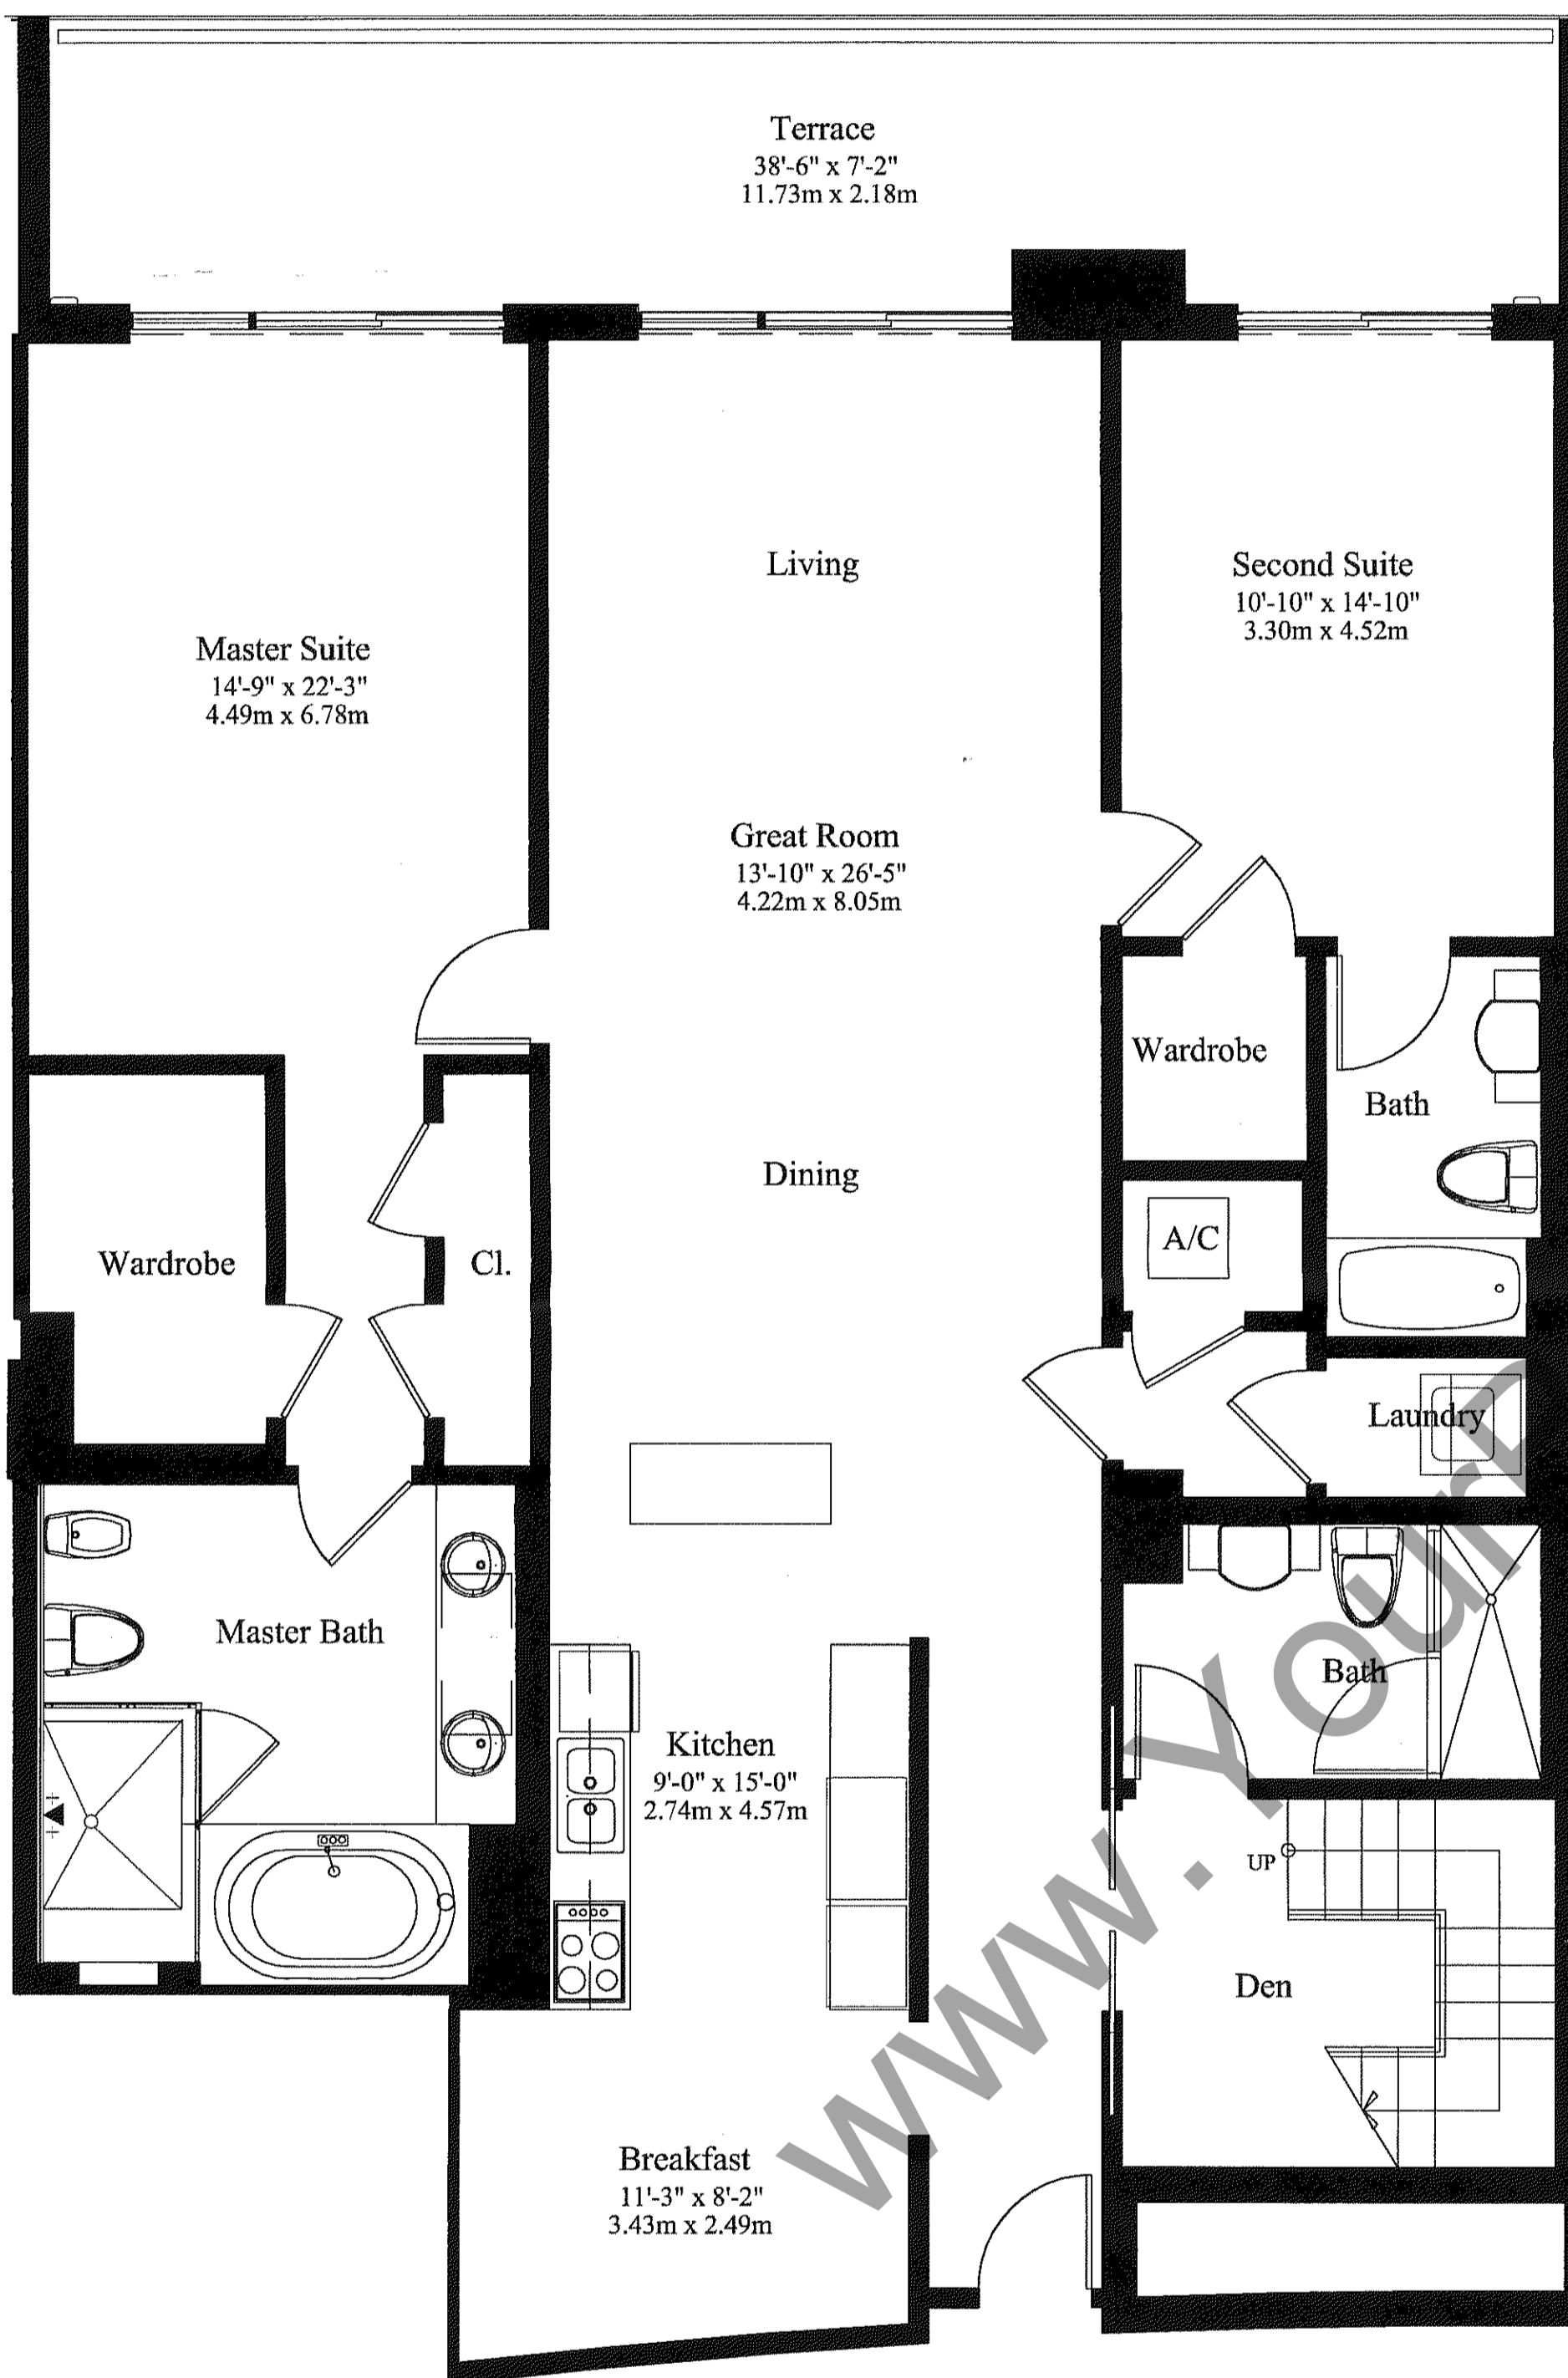 Terrace
38'-6" x 7'-2"
11.73m x 2.18m
Living
Second Suite
10'-10" x 14'-10"
3.30m x 4.52m
Master Suite
14'-9" x 22'-3"
4.49m x 6.78m
Great Room
13'-10" x 26'-5"
4.22m x 8.05m
Wardrobe
Bath
Dining
A/C
Wardrobe
Cl.
Laundry
Master Bath
Bath
Kitchen
9'-0" x 15'-0"
2.74m x 4.57m
UP
Den
Breakfast
11'-3" x 8'-2"
3.43m x 2.49m
www.Your